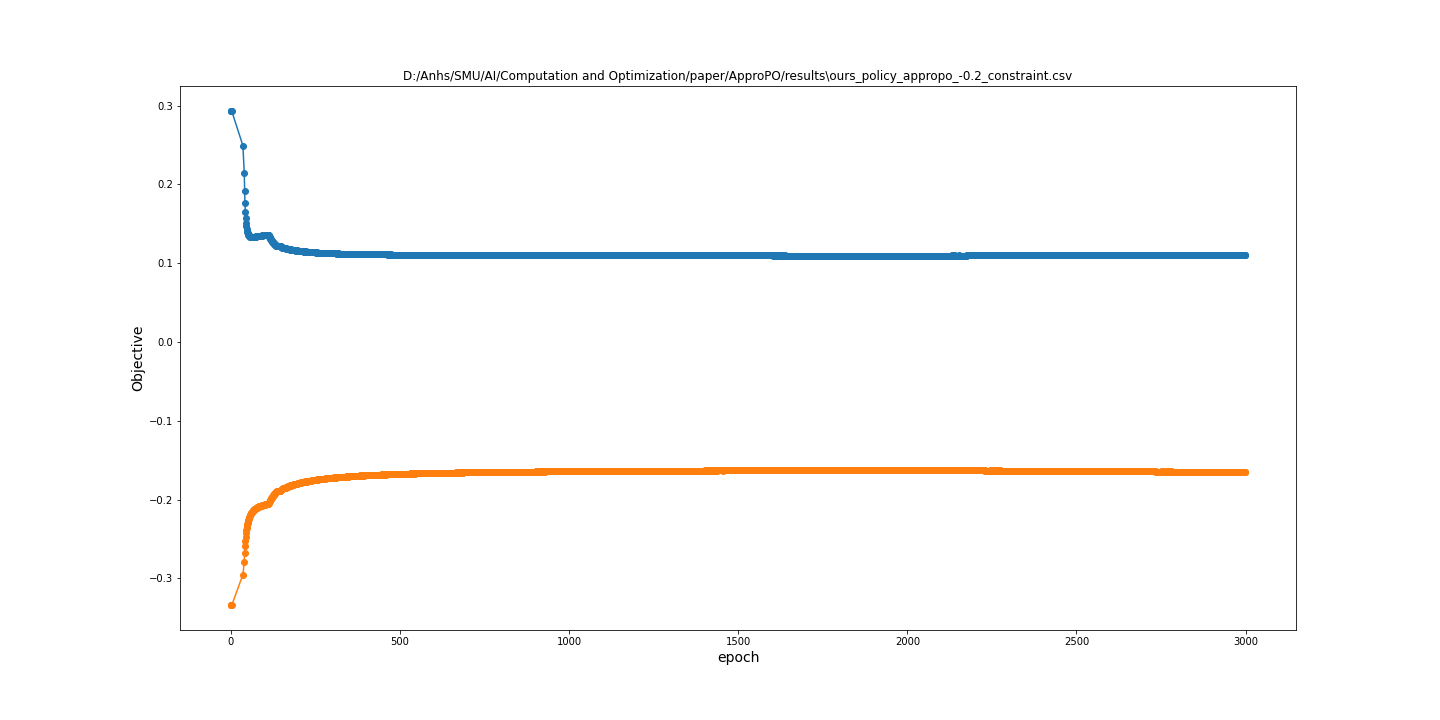 D:/Anhs/SMU/AI/Computation and Optimization/paper/ApproPO/results\ours_policy_appropo_-0.2_constraint.csv
0.3
0.2
0.1
0.0
−0.1
−0.2
−0.3
Objective
0 500 1000 1500 2000 2500 3000
epoch